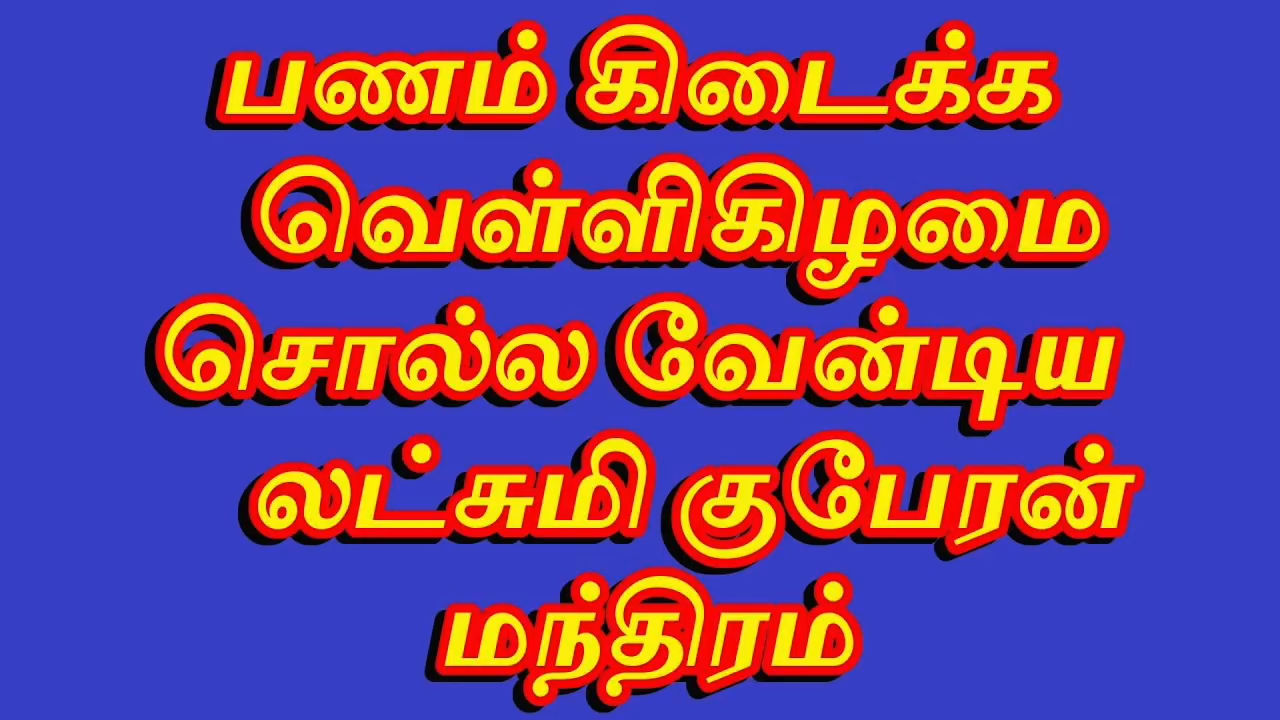 பணம் கிடைக்க
வெள்ளிகிழமை
சொல்ல வேன்டிய
லட்சுமி குபேரன்
மந்திரம்